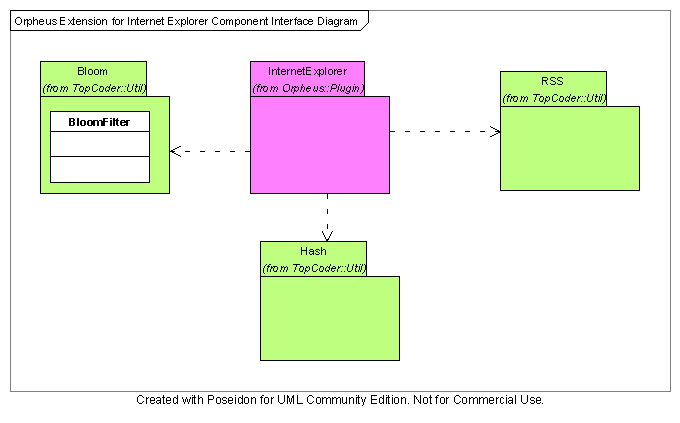 Orpheus Extension for Internet Explorer Component Interface Diagram
Bloom
(from TopCoder::Util)
BloomFilter
InternetExplorer
(from Orpheus::Plugin)
RSS
(from TopCoder::Util)
Hash
(from TopCoder::Util)
Created with Poseidon for UML Community Edition. Not for Commercial Use.